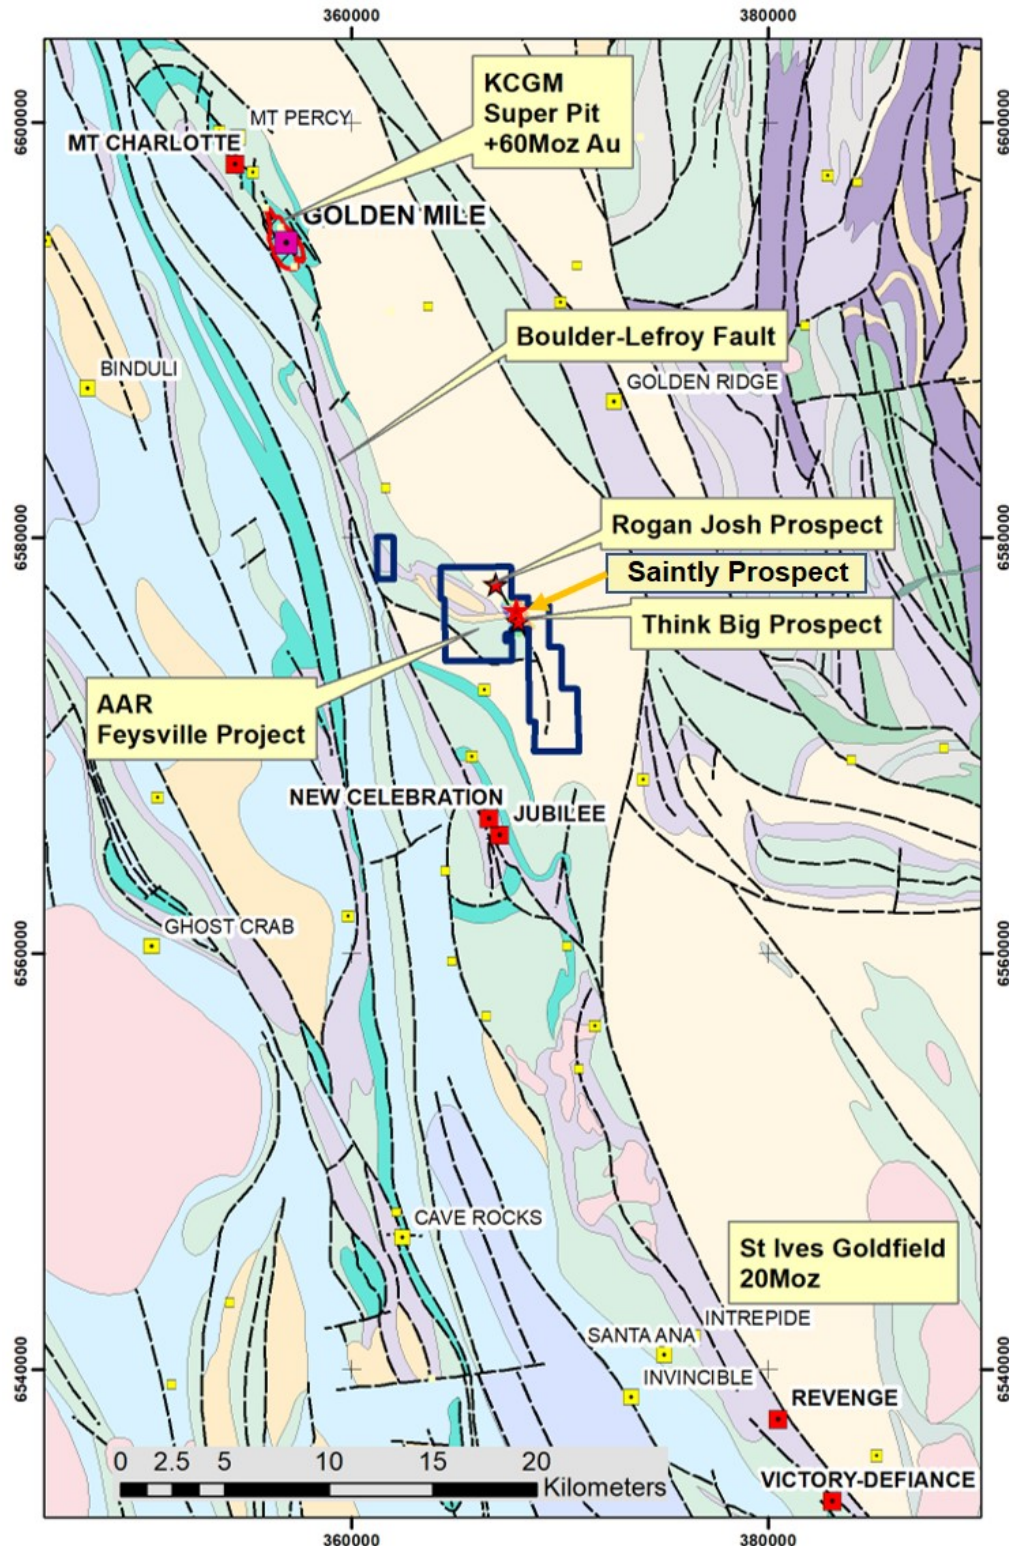 360000
380000
6600000
6600000
KCGM
Super Pit
+60Moz Au
MT PERCY
MT CHARLOTTE
GOLDEN MILE
Boulder-Lefroy Fault
BINDULI
GOLDEN RIDGE
Rogan Josh Prospect
6580000
6580000
Saintly Prospect
Think Big Prospect
AAR
Feysville Project
NEW CELEBRATION
JUBILEE
GHOST CRAB
6560000
6560000
CAVE ROCKS
St Ives Goldfield
20Moz
INTREPIDE
SANTA ANA
INVINCIBLE
6540000
6540000
REVENGE
0 2.5 5 10 15 20
Kilometers
VICTORY-DEFIANCE
360000
380000